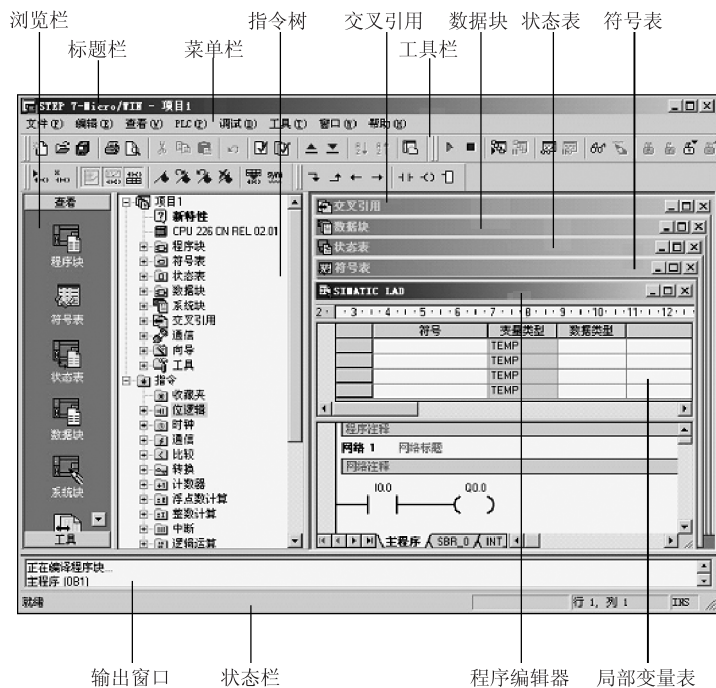 浏览栏 指令树 交叉引用 数据块 状态表 符号表
标题栏 菜单栏 工具栏
STEP 7-Micro/WIN - 项目1
文件(F) 编辑(E) 查看(V) PLC(P) 调试(D) 工具(T) 窗口(W) 帮助(H)
查看
程序块
符号表
状态表
数据块
系统块
工具
项目1
新特性
CPU 226 CN REL 02.01
程序块
符号表
状态表
数据块
系统块
交叉引用
通信
向导
工具
指令
收藏夹
位逻辑
时钟
通信
比较
转换
计数器
浮点数计算
整数计算
中断
逻辑运算
交叉引用
数据块
状态表
符号表
SIMATIC LAD
2 · 3 · 4 · 5 · 6 · 7 · 8 · 9 · 10 · 11 · 12
符号 变量类型 数据类型
TEMP
TEMP
TEMP
TEMP
程序注释
网络 1 网络标题
网络注释
I0.0 Q0.0
主程序 SBR_0 INT
正在编译程序块...
主程序 (OB1)
就绪 行 1, 列 1 INS
输出窗口 状态栏 程序编辑器 局部变量表